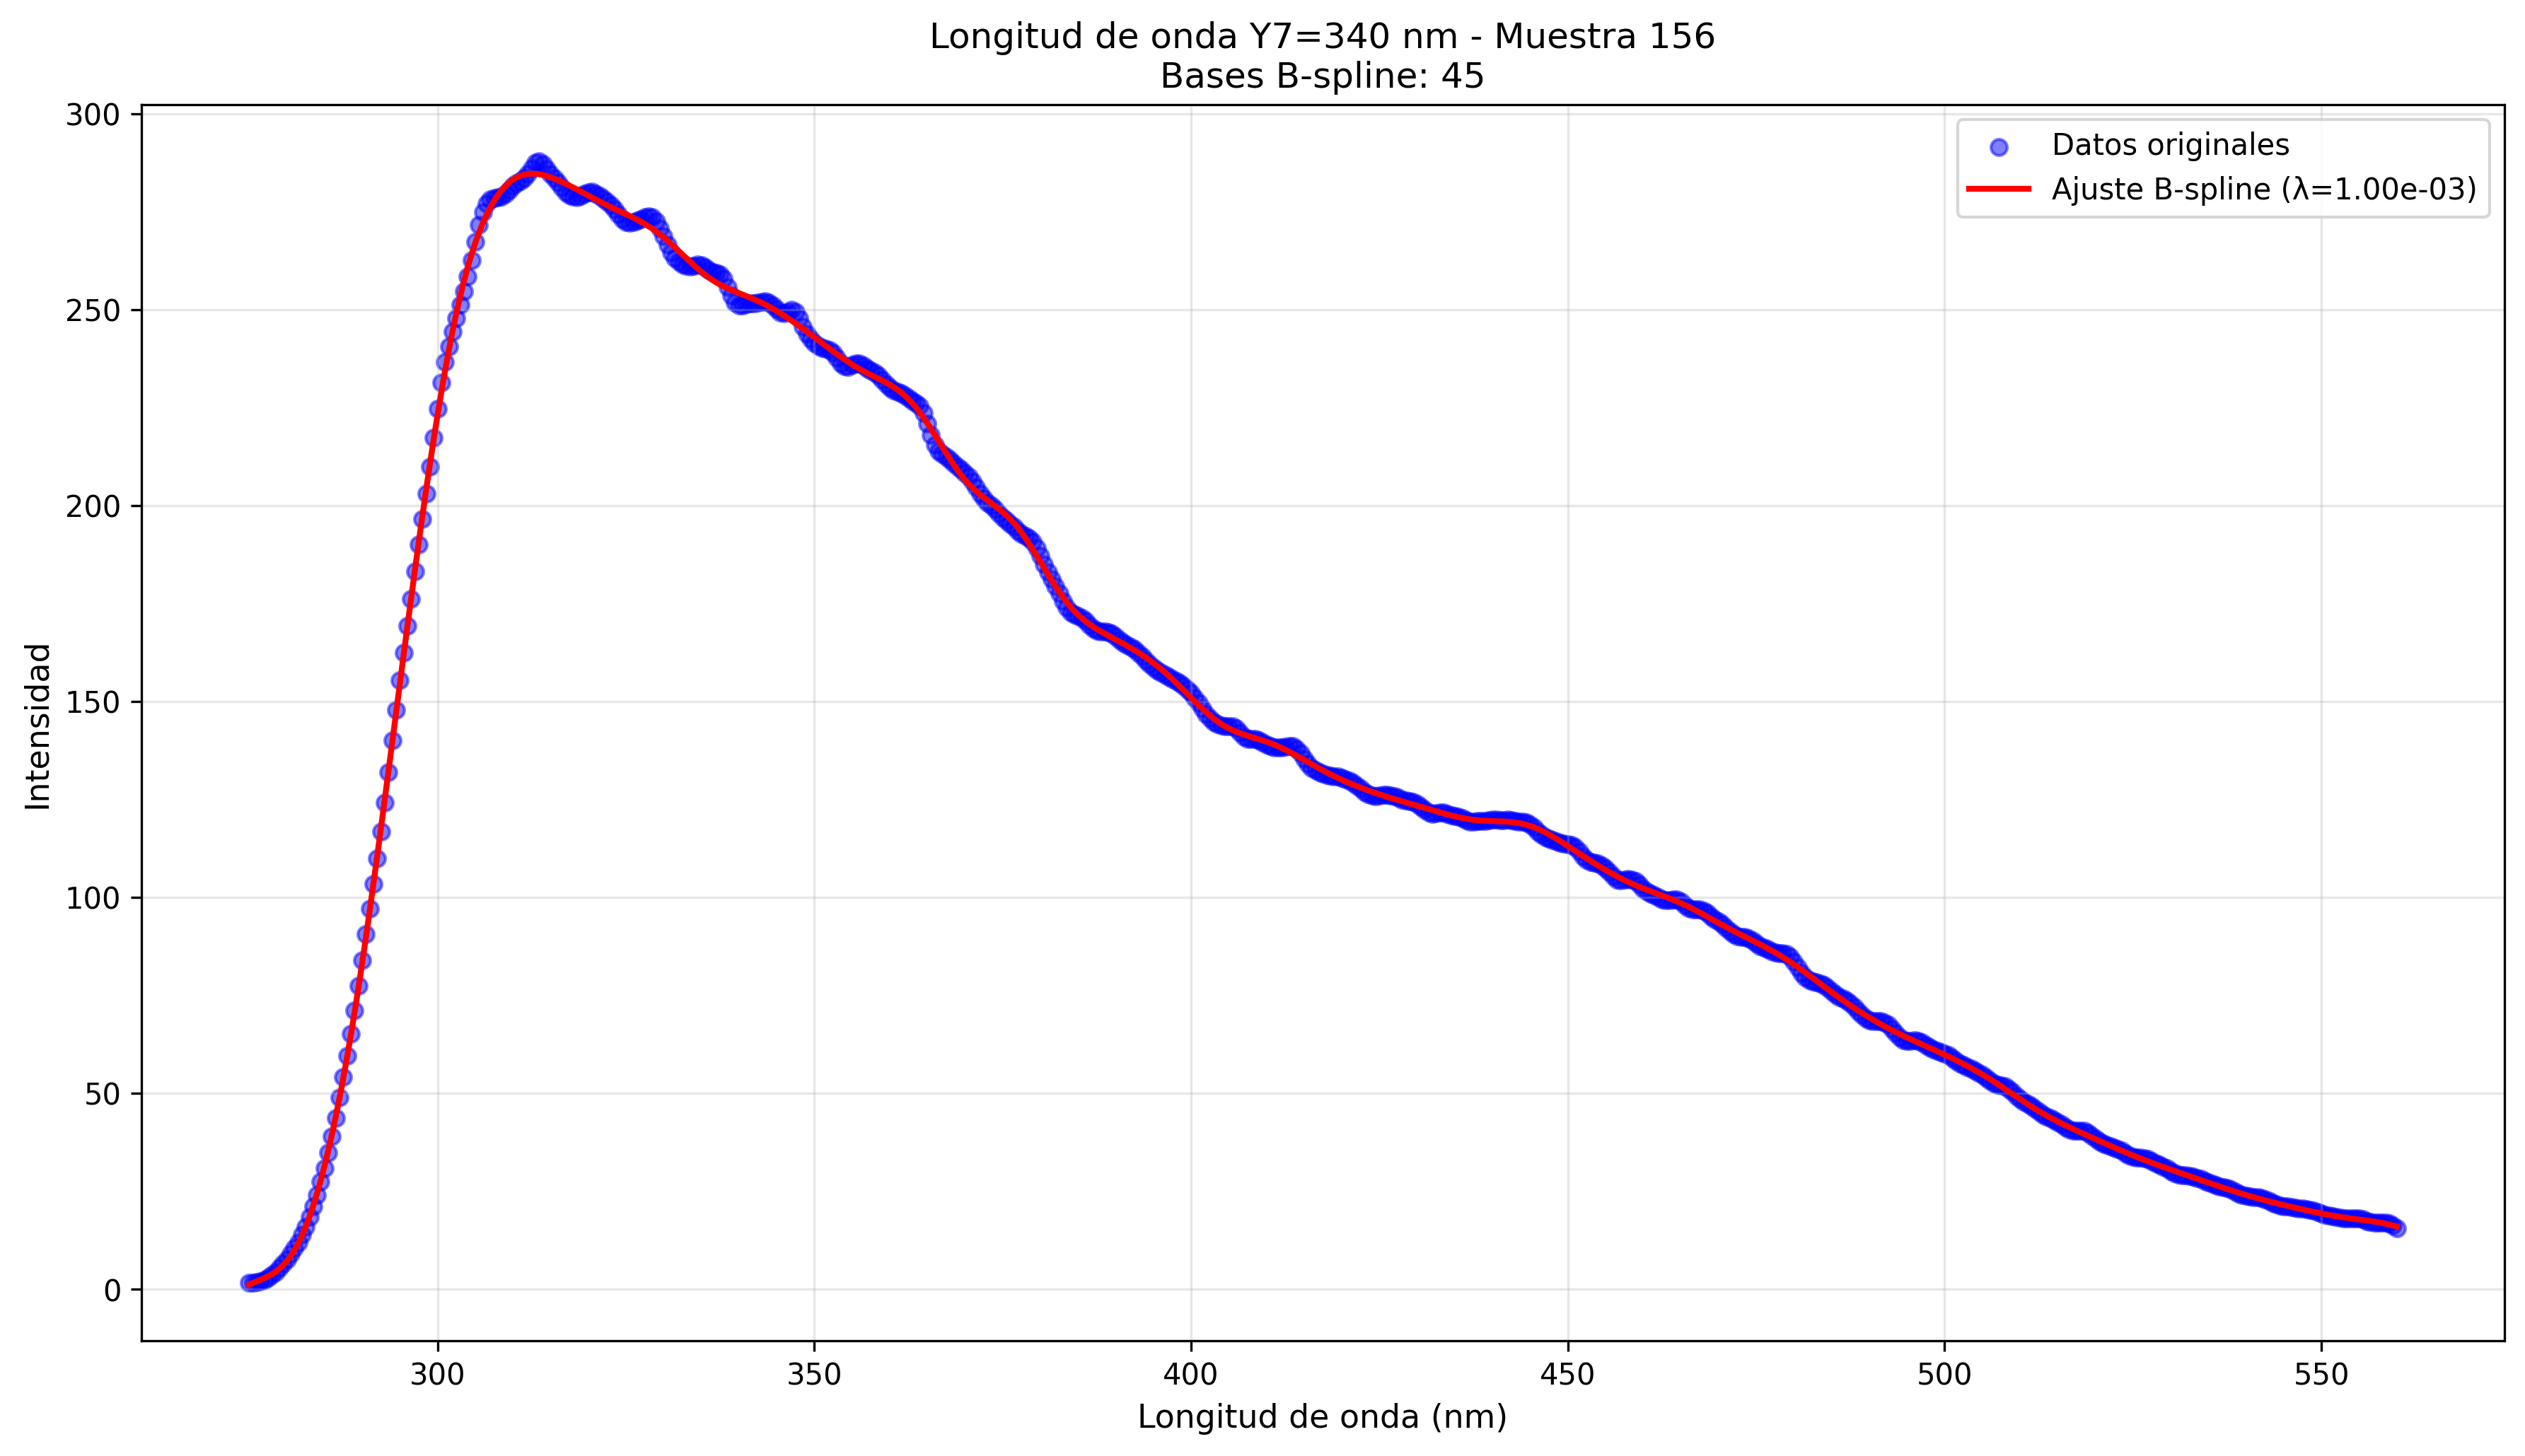 Longitud de onda Y7=340 nm - Muestra 156
Bases B-spline: 45
Datos originales
Ajuste B-spline (λ=1.00e-03)
Intensidad
300
250
200
150
100
50
0
300 350 400 450 500 550
Longitud de onda (nm)